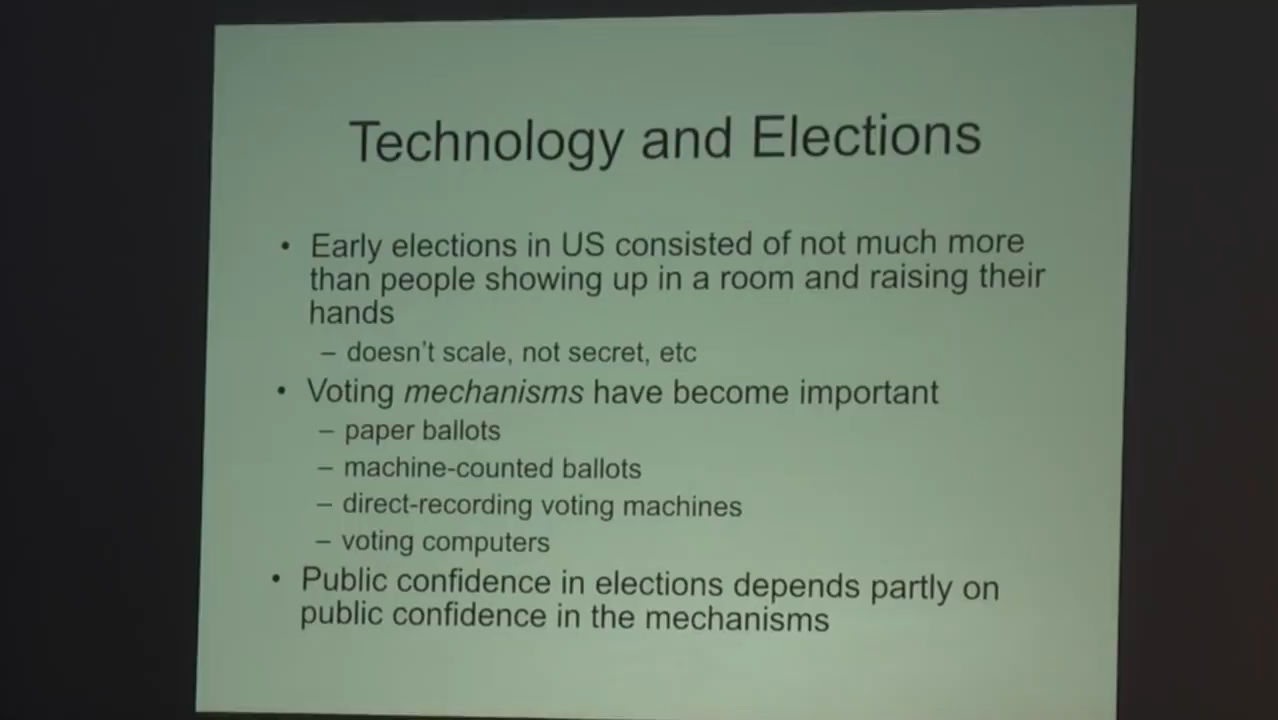 Technology and Elections
• Early elections in US consisted of not much more
than people showing up in a room and raising their
hands
– doesn't scale, not secret, etc
• Voting mechanisms have become important
– paper ballots
– machine-counted ballots
– direct-recording voting machines
– voting computers
• Public confidence in elections depends partly on
public confidence in the mechanisms